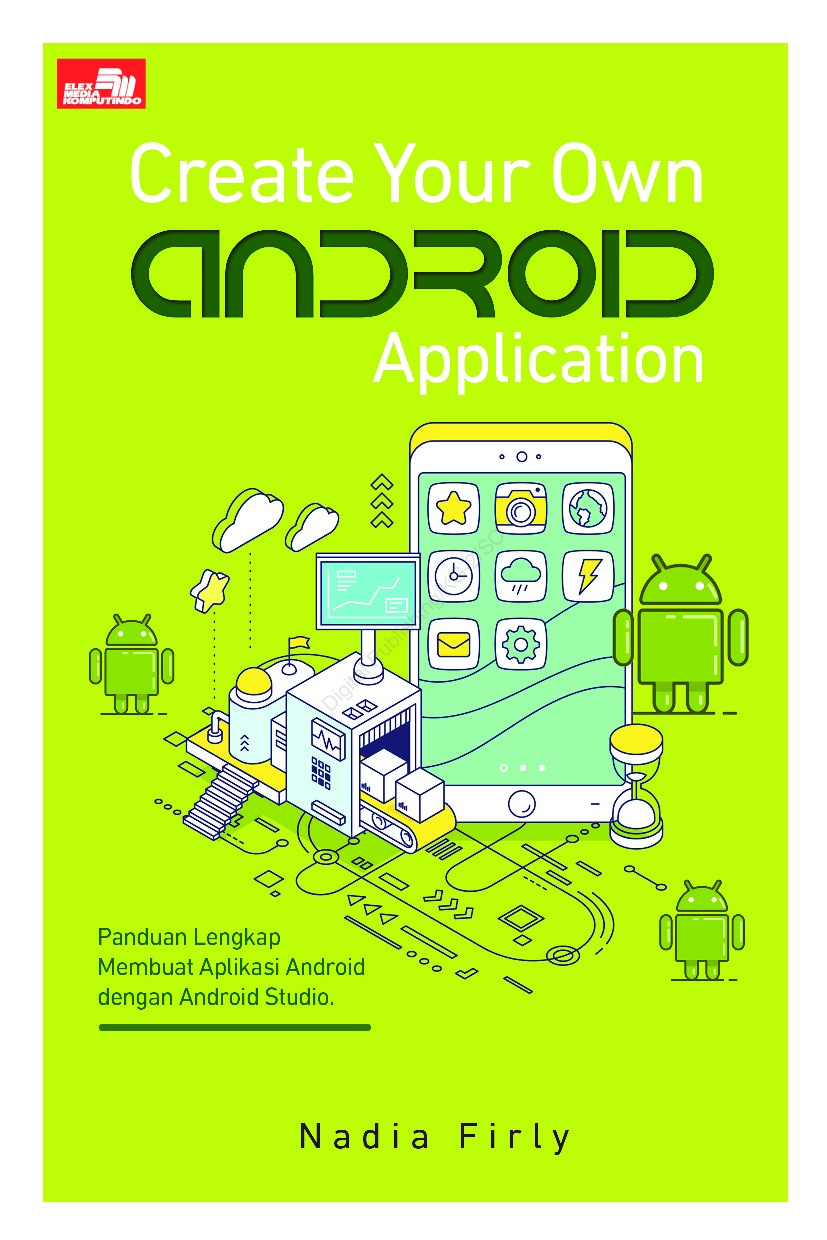 ELEX
MEDIA
KOMPUTINDO
Create Your Own
ANDROID
Application
Panduan Lengkap
Membuat Aplikasi Android
dengan Android Studio.
Nadia Firly